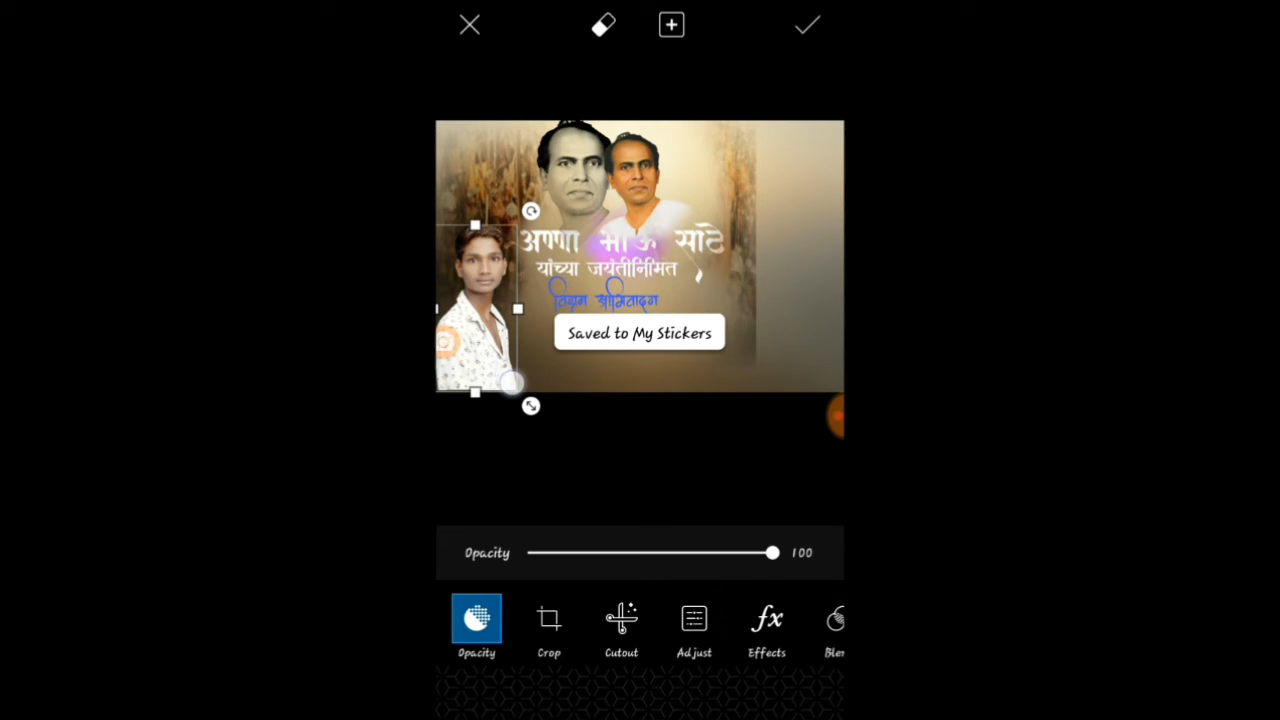 अण्णा भाऊ साठे
यांच्या जयंतीनिमित
Saved to My Stickers
Opacity 100
Opacity Crop Cutout Adjust Effects